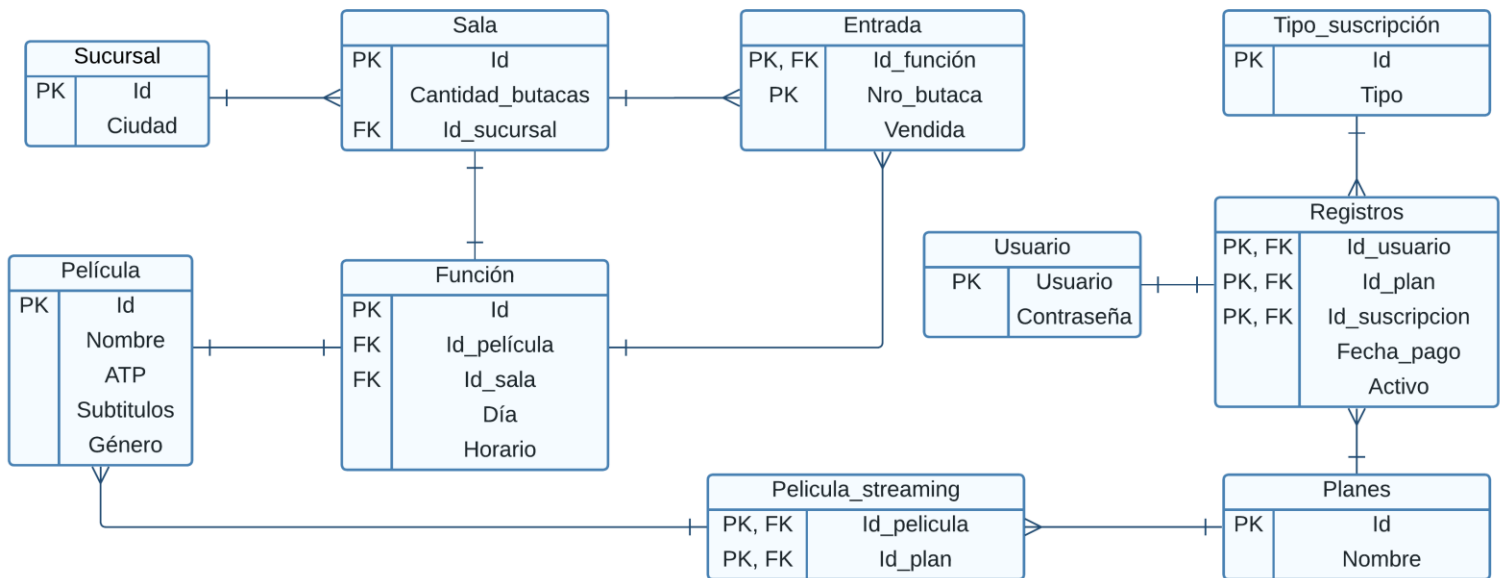 Sucursal
PK Id
Ciudad
Sala
PK Id
Cantidad_butacas
FK Id_sucursal
Entrada
PK, FK Id_función
PK Nro_butaca
Vendida
Tipo_suscripción
PK Id
Tipo
Película
PK Id
Nombre
ATP
Subtitulos
Género
Función
PK Id
FK Id_película
FK Id_sala
Día
Horario
Usuario
PK Usuario
Contraseña
Registros
PK, FK Id_usuario
PK, FK Id_plan
PK, FK Id_suscripcion
Fecha_pago
Activo
Pelicula_streaming
PK, FK Id_pelicula
PK, FK Id_plan
Planes
PK Id
Nombre